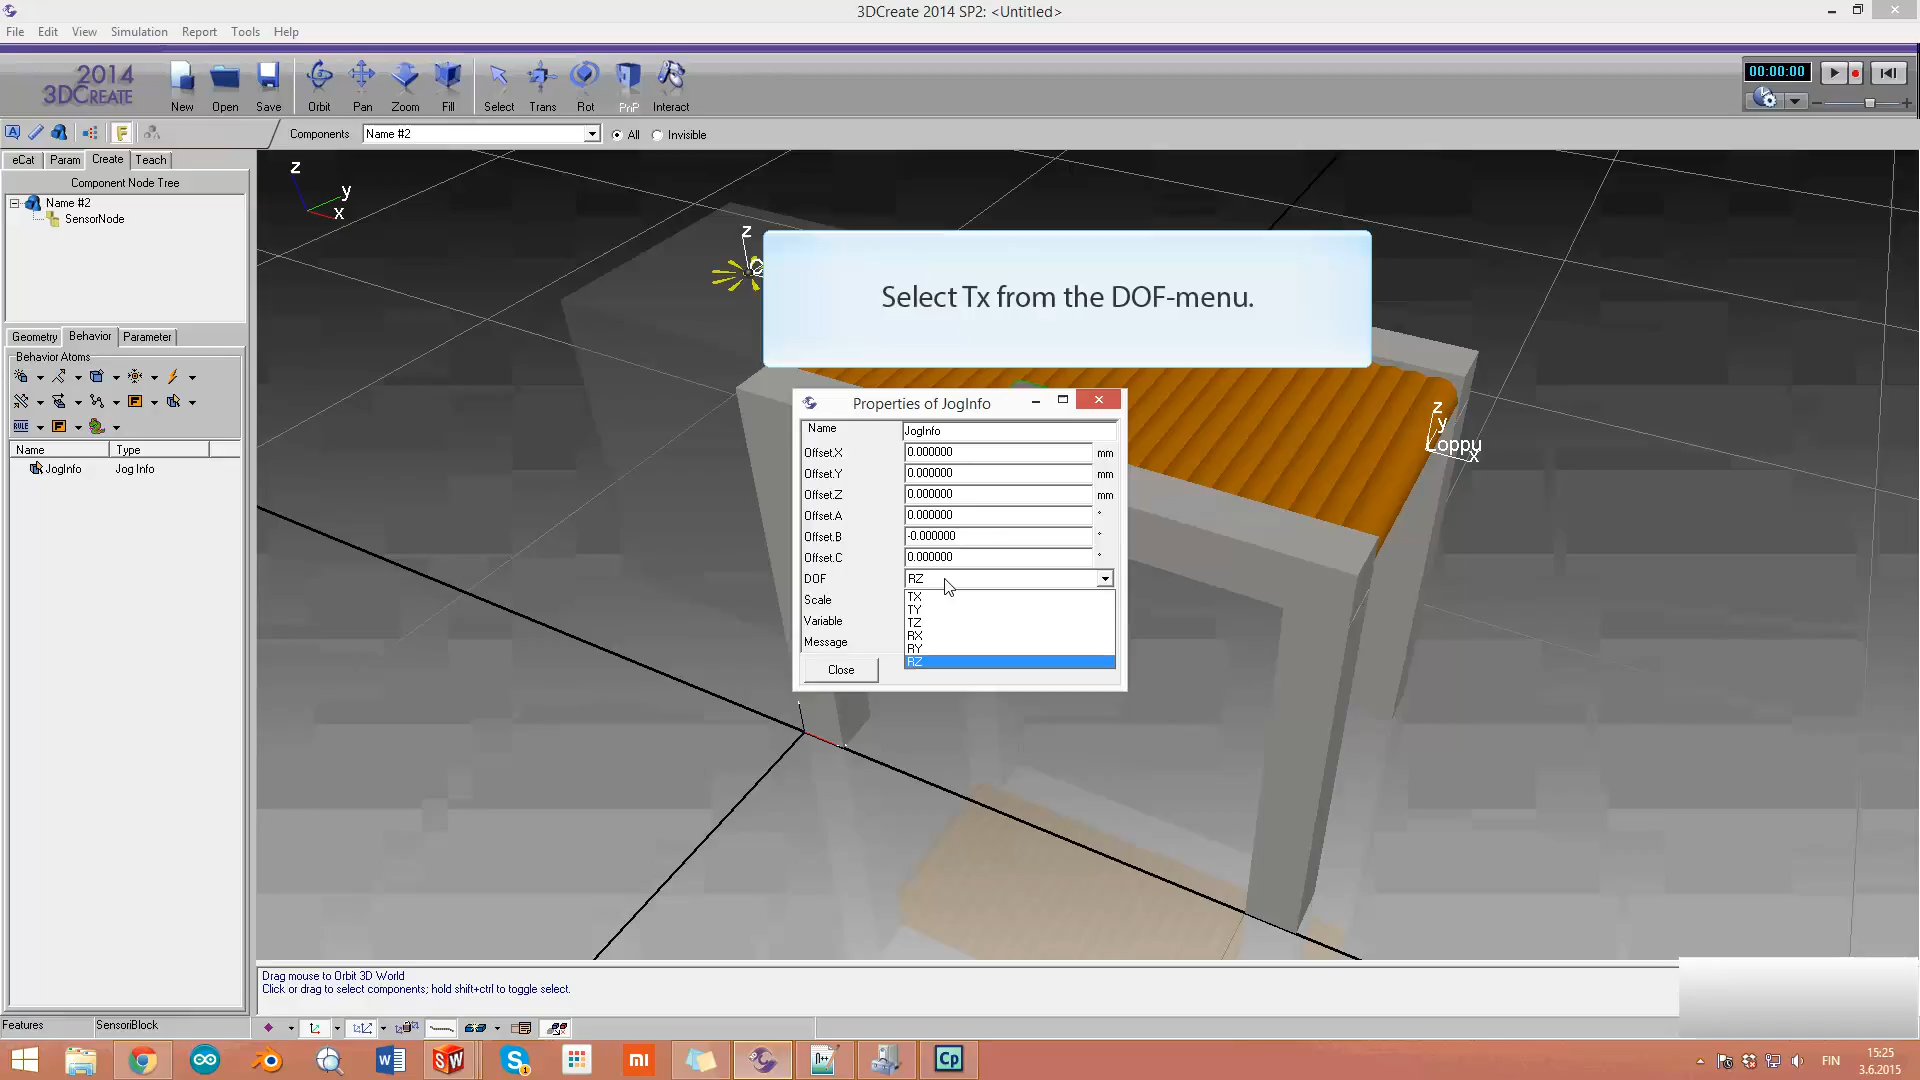 3DCreate 2014 SP2: <Untitled>
File Edit View Simulation Report Tools Help
2014
3DCREATE
New Open Save Orbit Pan Zoom Fill Select Trans Rot PnP Interact
00:00:00
Components Name #2 All Invisible
eCat Param Create Teach
Component Node Tree
Name #2
SensorNode
Geometry Behavior Parameter
Behavior Atoms
RULE
Name Type
JogInfo Jog Info
z
y
x
z
Select Tx from the DOF-menu.
z
y
Loppu
x
Properties of JogInfo
Name JogInfo
Offset.X 0.000000 mm
Offset.Y 0.000000 mm
Offset.Z 0.000000 mm
Offset.A 0.000000 °
Offset.B -0.000000 °
Offset.C 0.000000 °
DOF RZ
Scale
Variable
Message
TX
TY
TZ
RX
RY
RZ
Close
Drag mouse to Orbit 3D World
Click or drag to select components; hold shift+ctrl to toggle select.
Features SensoriBlock
W
SW
S
1
mi
Cp
FIN
15:25
3.6.2015